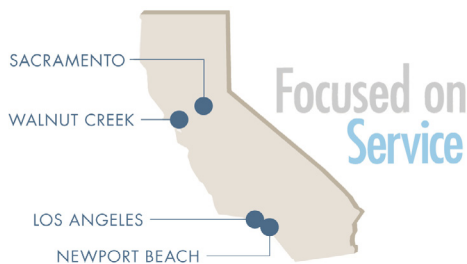 SACRAMENTO
WALNUT CREEK
LOS ANGELES
NEWPORT BEACH
Focused on
Service